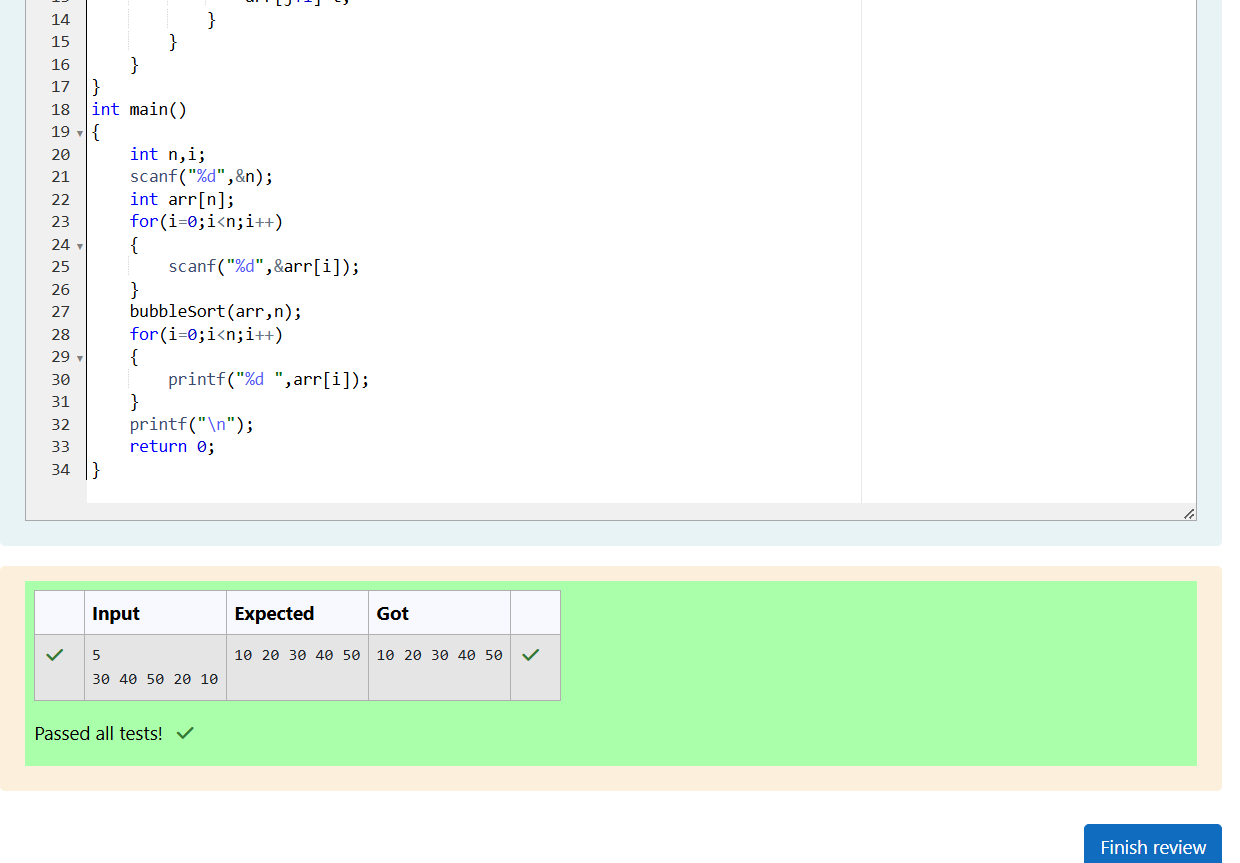 14 }
15 }
16 }
17 }
18 int main()
19 {
20 int n,i;
21 scanf("%d",&n);
22 int arr[n];
23 for(i=0;i<n;i++)
24 {
25 scanf("%d",&arr[i]);
26 }
27 bubbleSort(arr,n);
28 for(i=0;i<n;i++)
29 {
30 printf("%d ",arr[i]);
31 }
32 printf("\n");
33 return 0;
34 }
Input Expected Got
5 10 20 30 40 50 10 20 30 40 50
30 40 50 20 10
Passed all tests!
Finish review